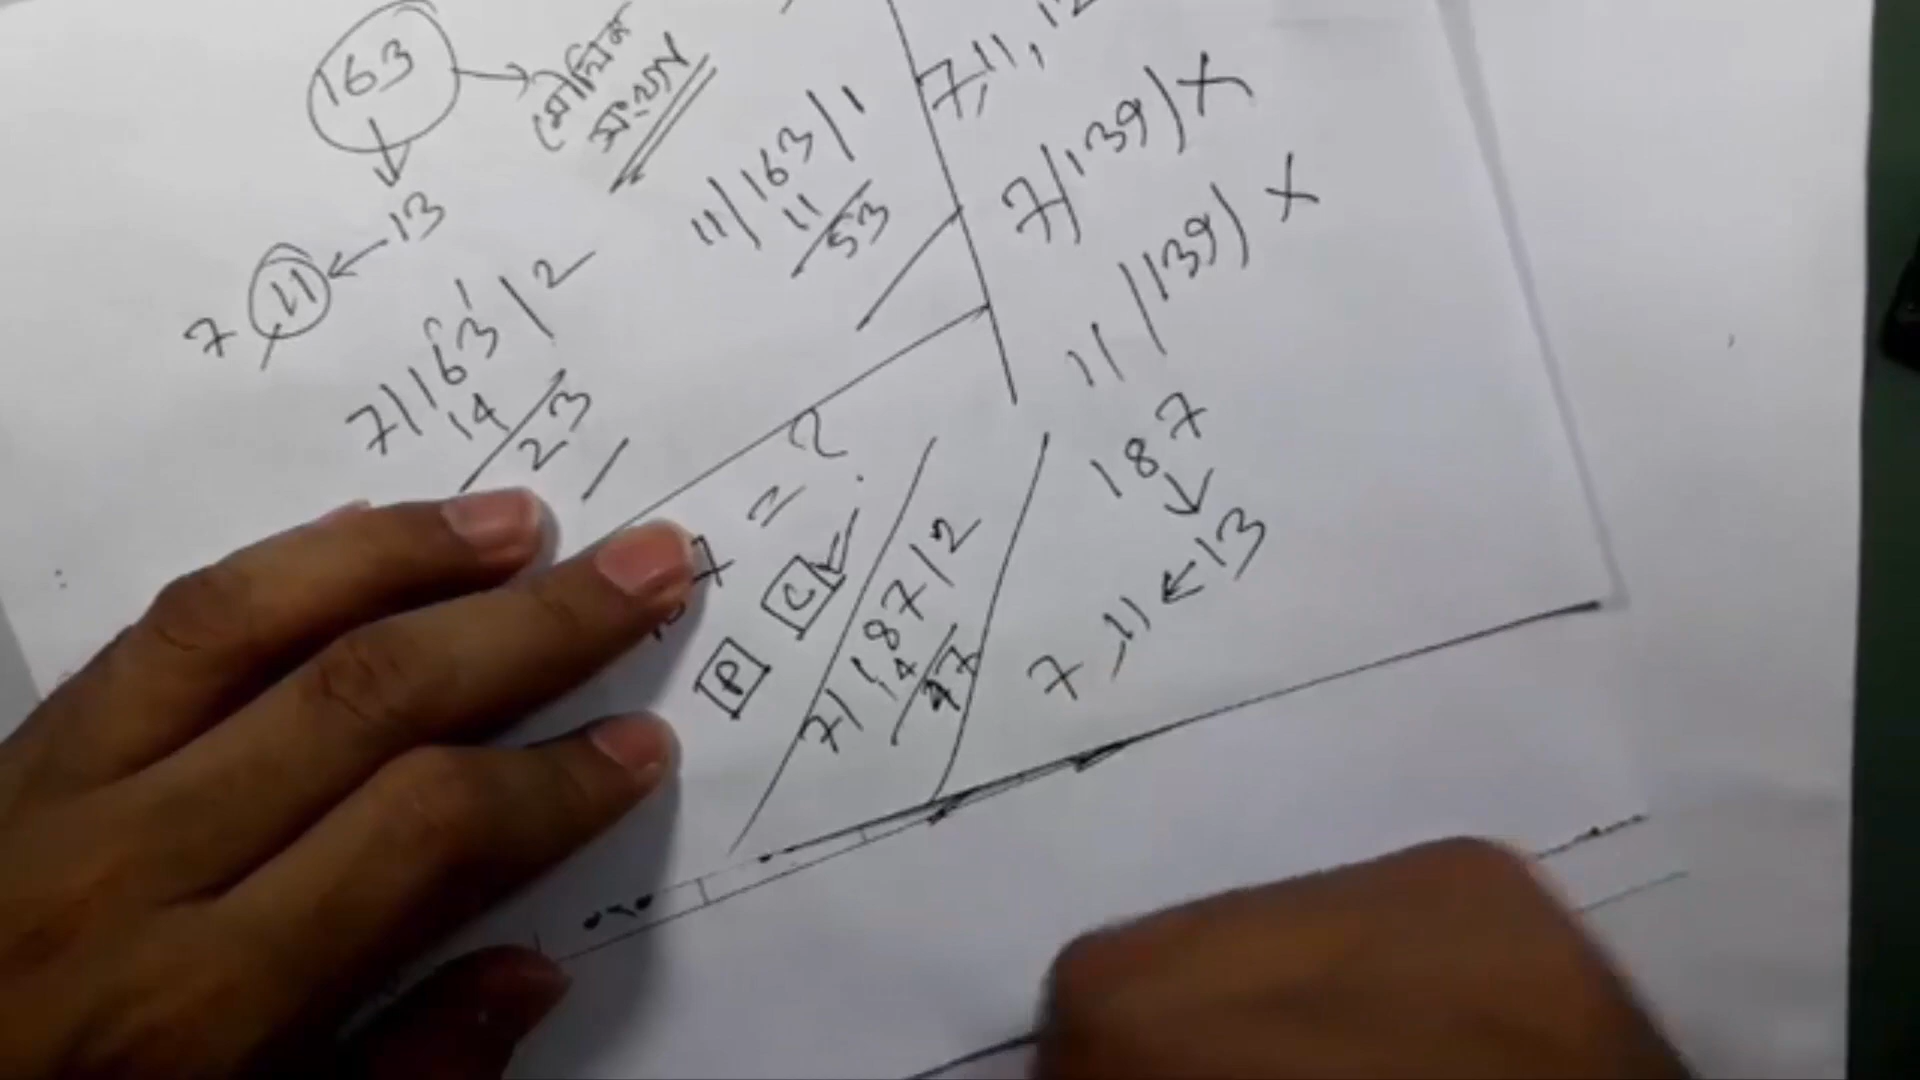 163
মৌলিক
সংখ্যা
13
7 11
7)163)2
14
23
11)163)1
11
53
7, 11,
7)139) X
11)139) X
7 = ?
P C ✓
7)187)2
14
47
187
13
7, 11